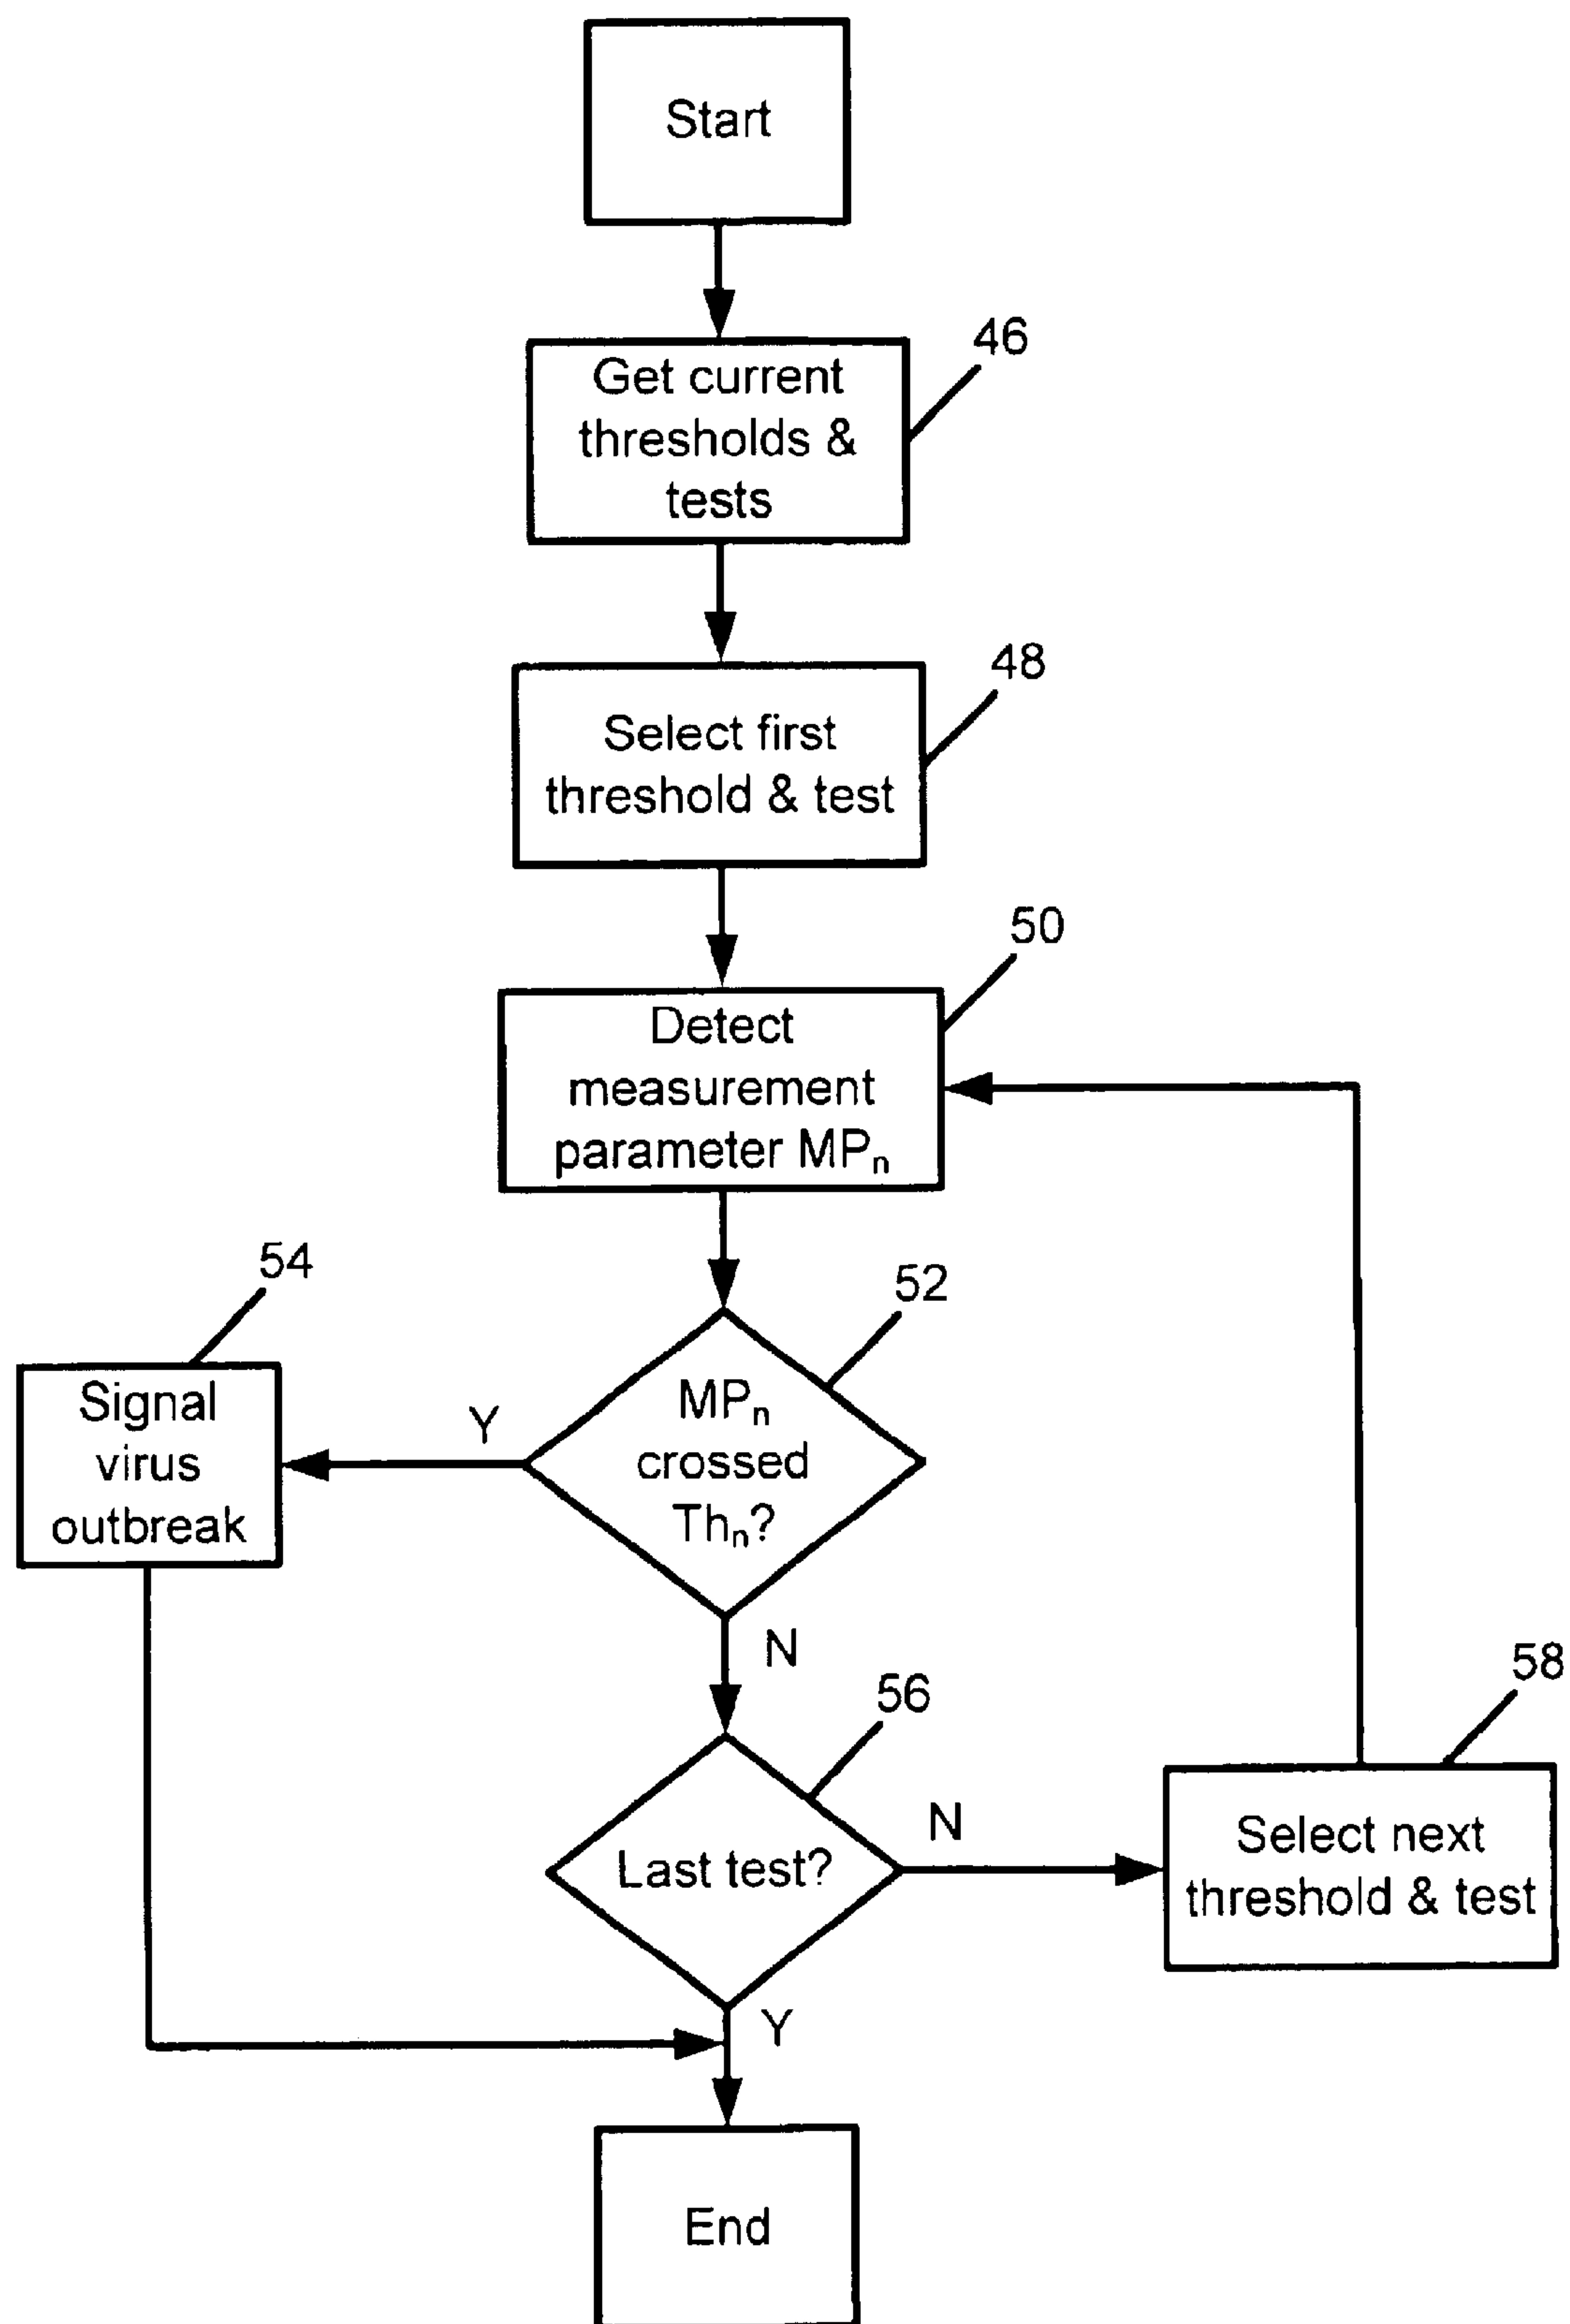 Start
46
Get current
thresholds &
tests
48
Select first
threshold & test
50
Detect
measurement
parameter MPn
54
52
Signal
virus
outbreak
Y
MPn
crossed
Thn?
N
58
56
Last test?
N
Select next
threshold & test
Y
End